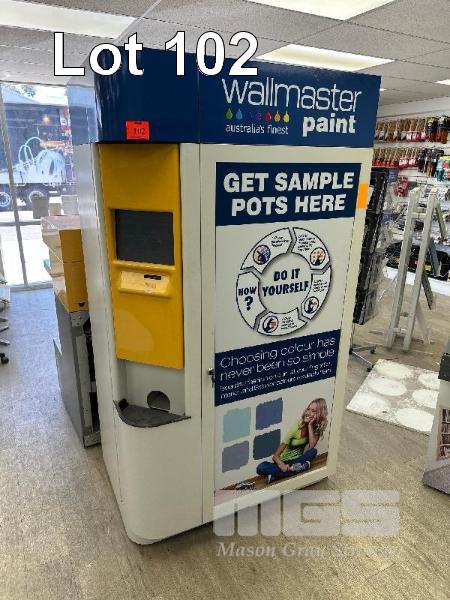 Lot 102
wallmaster
australia's finest
paint
102
GET SAMPLE
POTS HERE
DO IT
YOURSELF
HOW
?
Choosing colour has
never been so simple
MGS
Mason Gray Strange